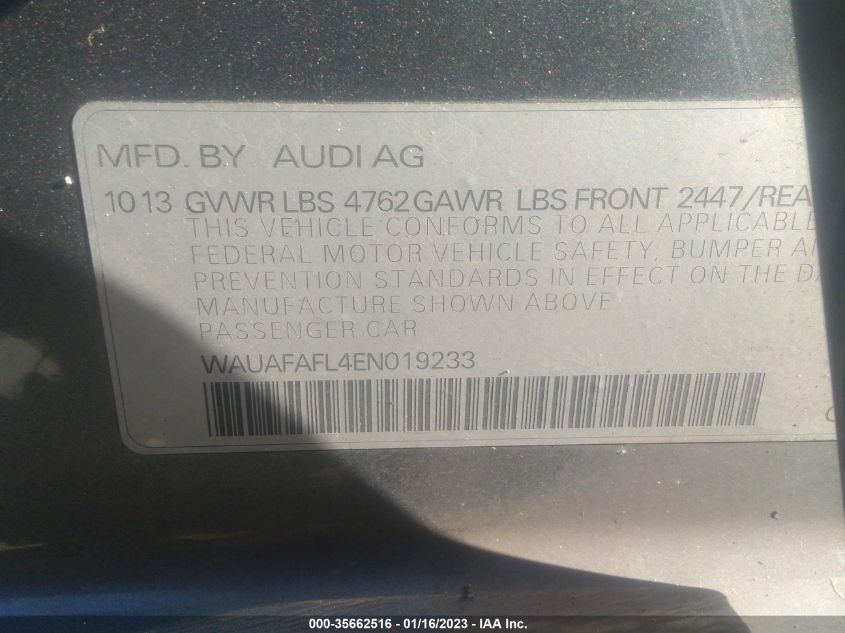 MFD. BY AUDI AG
10 13 GVWR LBS 4762 GAWR LBS FRONT 2447/REA
THIS VEHICLE CONFORMS TO ALL APPLICABLE
FEDERAL MOTOR VEHICLE SAFETY, BUMPER A
PREVENTION STANDARDS IN EFFECT ON THE DA
MANUFACTURE SHOWN ABOVE
PASSENGER CAR
WAUAFAFL4EN019233
000-35662516 - 01/16/2023 - IAA Inc.